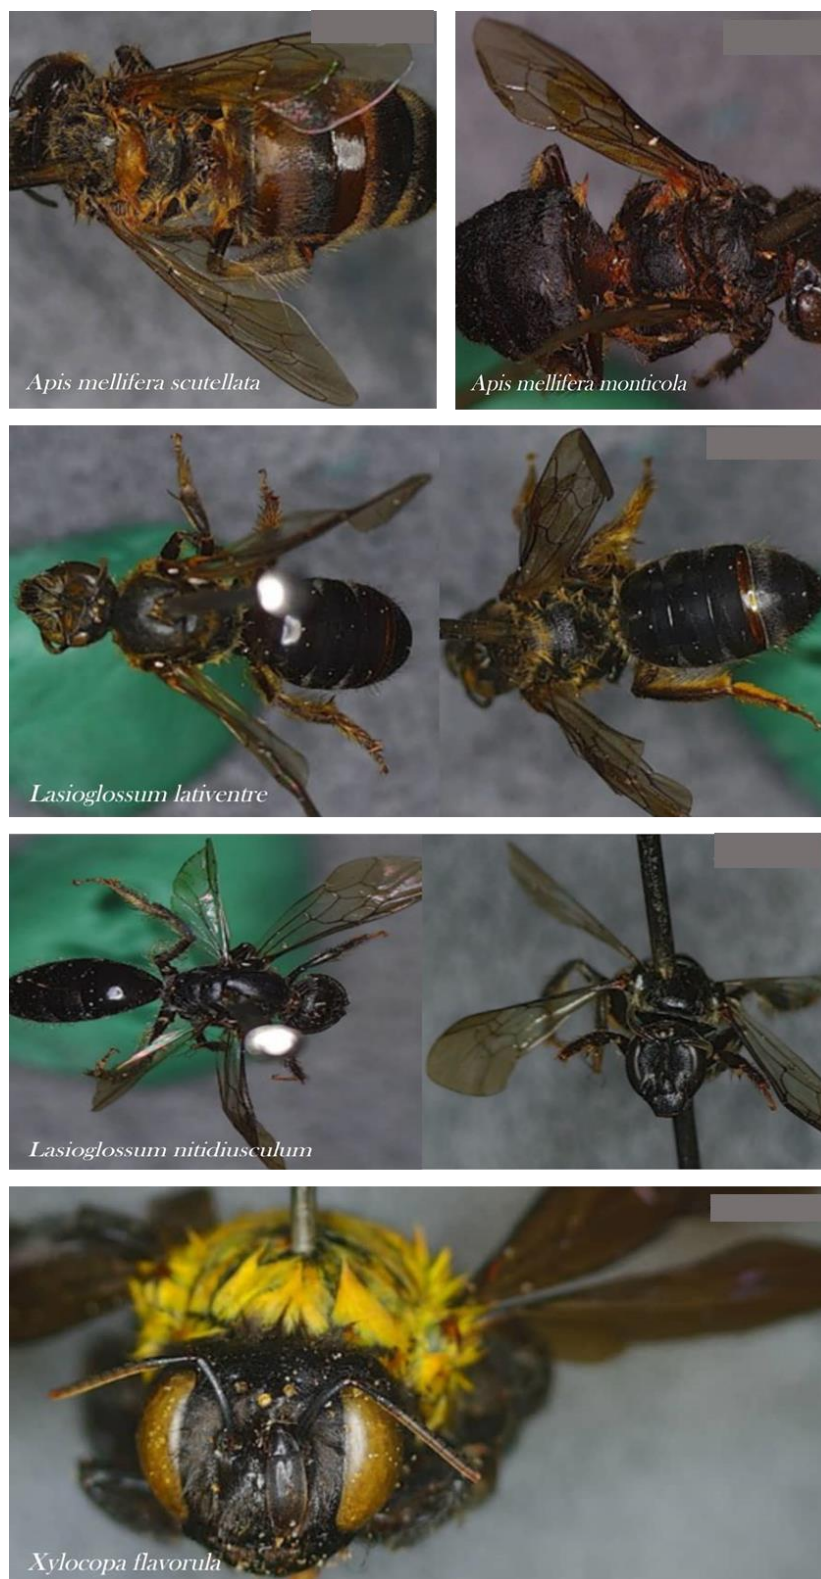 Apis mellifera scutellata
Apis mellifera monticola
Lasioglossum lativentre
Lasioglossum nitidiusculum
Xylocopa flavorula